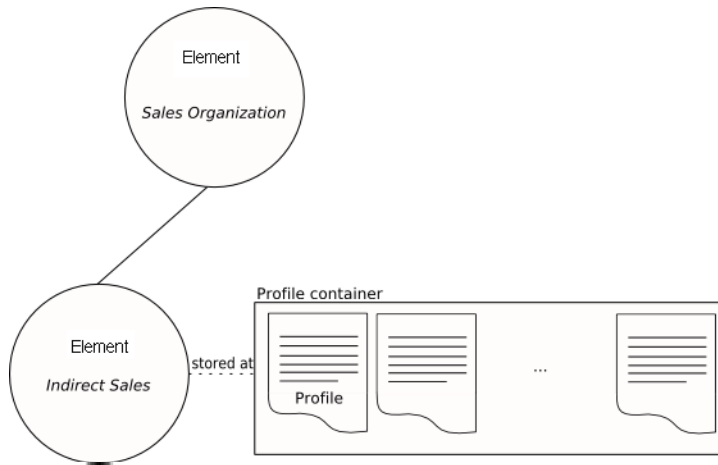 Element
Sales Organization
Profile container
Element
stored at
Indirect Sales
Profile
...